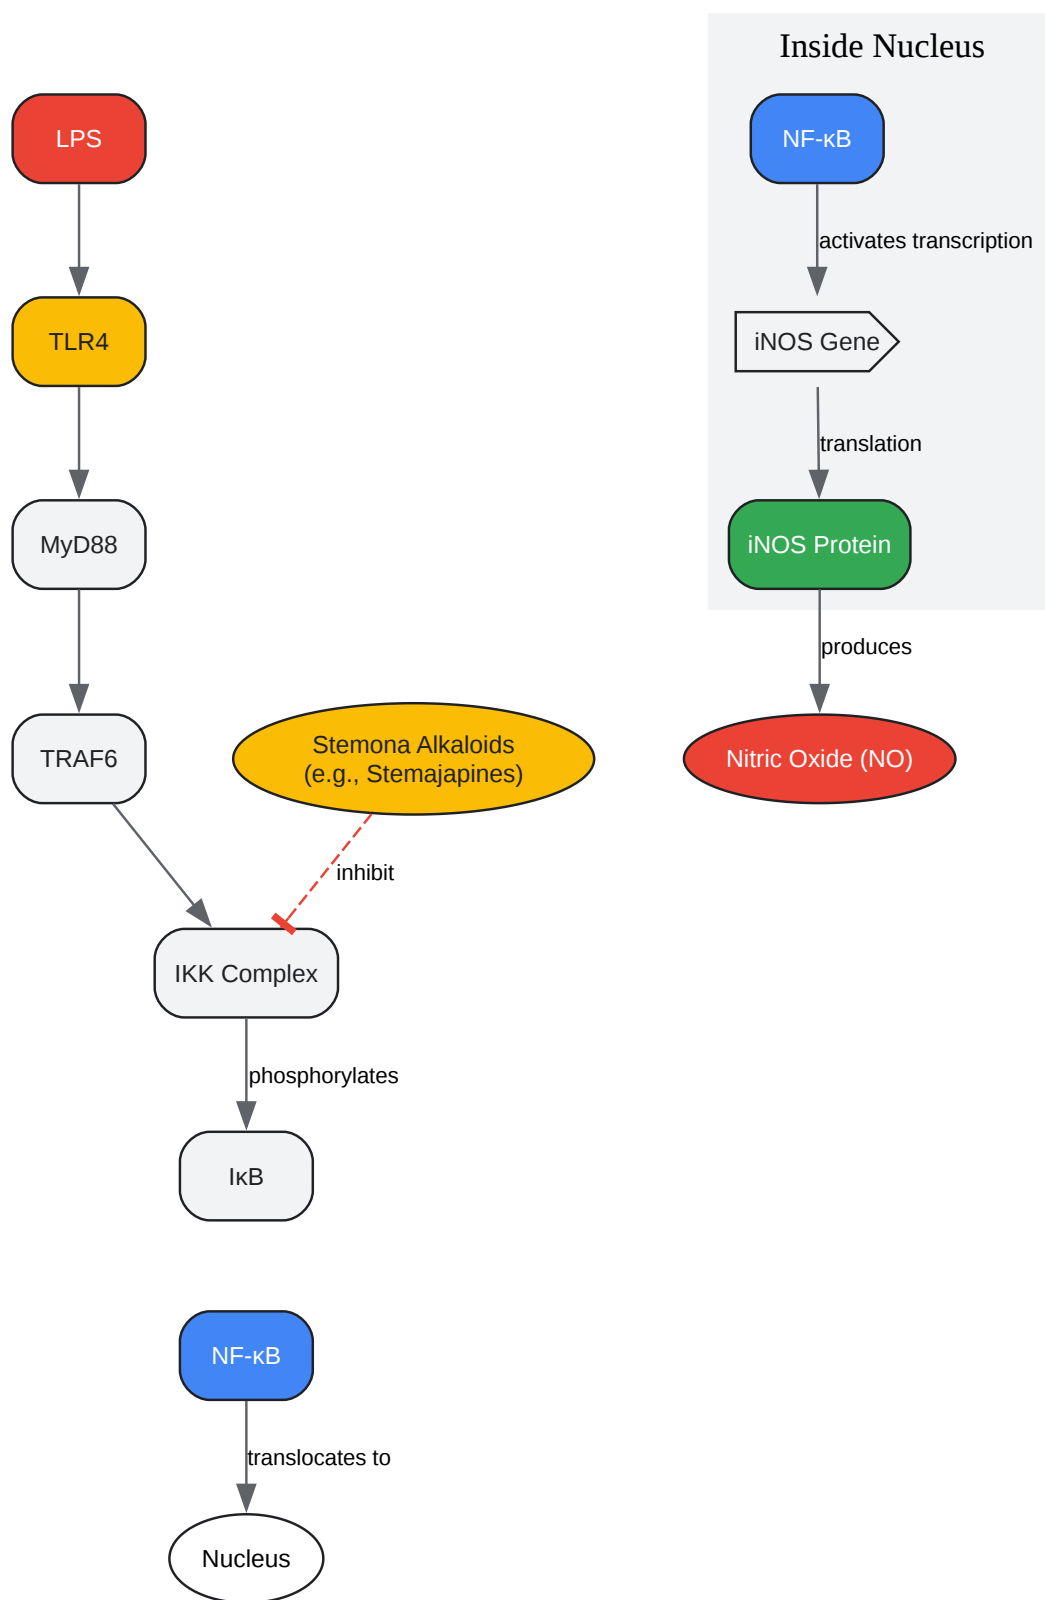 Inside Nucleus
LPS
NF-κB
activates transcription
TLR4
iNOS Gene
translation
MyD88
iNOS Protein
produces
TRAF6
Stemona Alkaloids
(e.g., Stemajapines)
Nitric Oxide (NO)
inhibit
IKK Complex
phosphorylates
IκB
NF-κB
translocates to
Nucleus